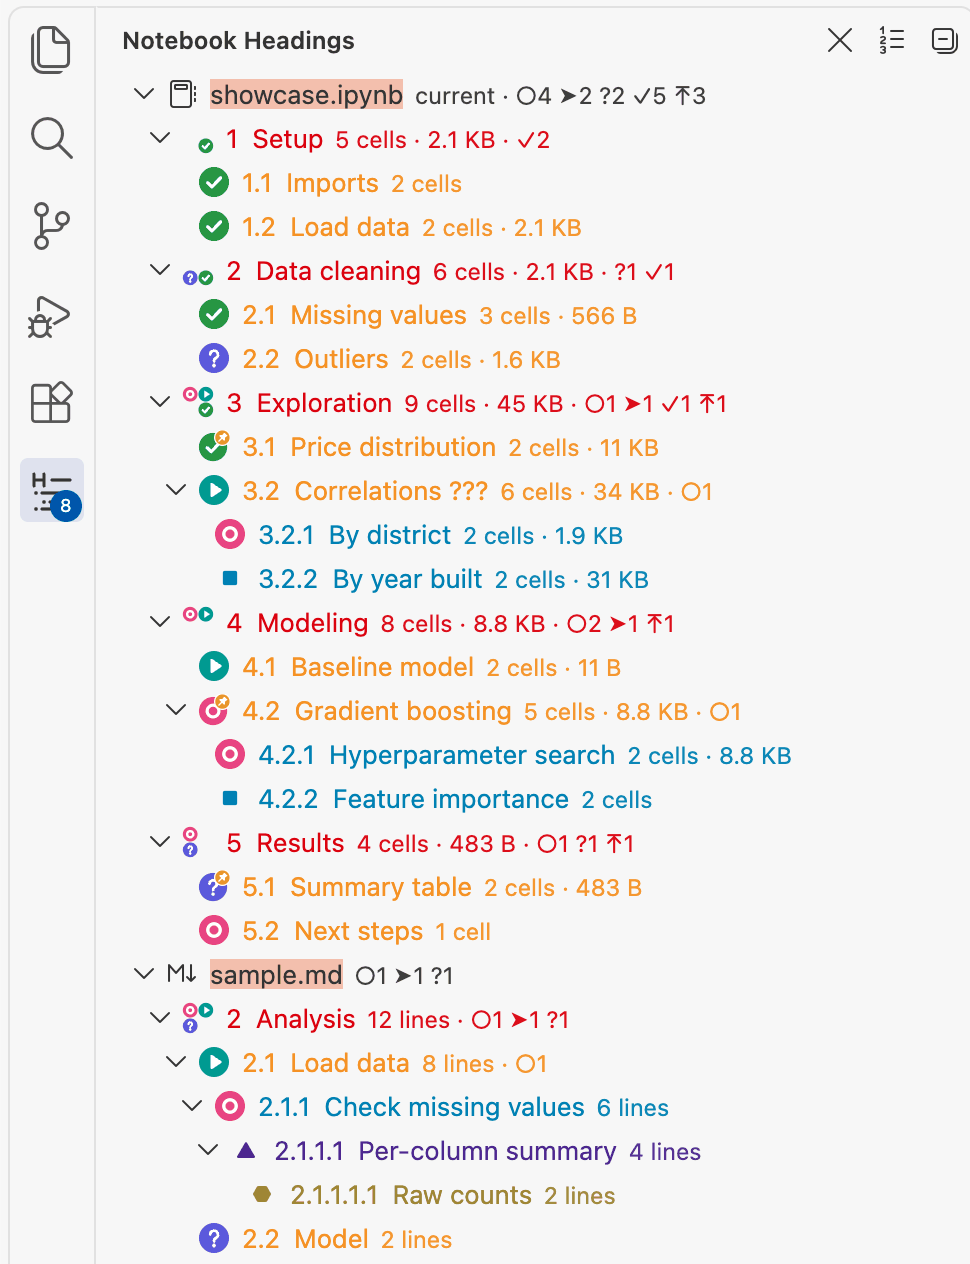 Notebook Headings
showcase.ipynb current · ○4 ➤2 ?2 ✓5 ⤒3
1 Setup 5 cells · 2.1 KB · ✓2
1.1 Imports 2 cells
1.2 Load data 2 cells · 2.1 KB
2 Data cleaning 6 cells · 2.1 KB · ?1 ✓1
2.1 Missing values 3 cells · 566 B
2.2 Outliers 2 cells · 1.6 KB
3 Exploration 9 cells · 45 KB · ○1 ➤1 ✓1 ⤒1
3.1 Price distribution 2 cells · 11 KB
3.2 Correlations ??? 6 cells · 34 KB · ○1
3.2.1 By district 2 cells · 1.9 KB
3.2.2 By year built 2 cells · 31 KB
4 Modeling 8 cells · 8.8 KB · ○2 ➤1 ⤒1
4.1 Baseline model 2 cells · 11 B
4.2 Gradient boosting 5 cells · 8.8 KB · ○1
4.2.1 Hyperparameter search 2 cells · 8.8 KB
4.2.2 Feature importance 2 cells
5 Results 4 cells · 483 B · ○1 ?1 ⤒1
5.1 Summary table 2 cells · 483 B
5.2 Next steps 1 cell
M↓ sample.md ○1 ➤1 ?1
2 Analysis 12 lines · ○1 ➤1 ?1
2.1 Load data 8 lines · ○1
2.1.1 Check missing values 6 lines
2.1.1.1 Per-column summary 4 lines
2.1.1.1.1 Raw counts 2 lines
2.2 Model 2 lines
H
8